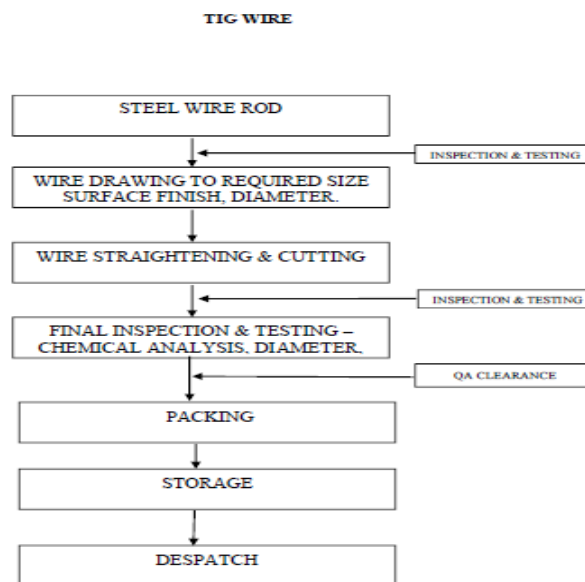 TIG WIRE
STEEL WIRE ROD
INSPECTION & TESTING
WIRE DRAWING TO REQUIRED SIZE
SURFACE FINISH, DIAMETER.
WIRE STRAIGHTENING & CUTTING
INSPECTION & TESTING
FINAL INSPECTION & TESTING –
CHEMICAL ANALYSIS, DIAMETER,
QA CLEARANCE
PACKING
STORAGE
DESPATCH